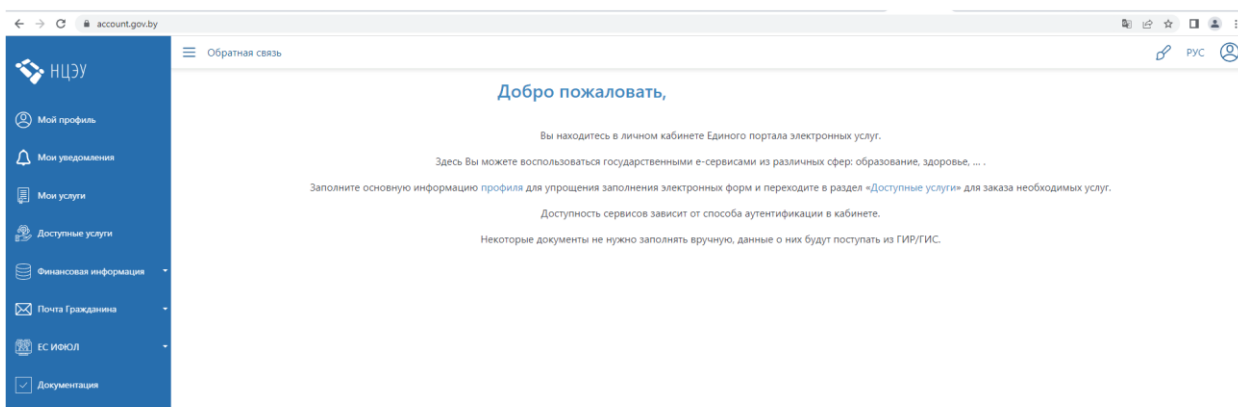 account.gov.by
НЦЭУ
Обратная связь
РУС
Мой профиль
Мои уведомления
Мои услуги
Доступные услуги
Финансовая информация
Почта Гражданина
ЕС ИФЮЛ
Документация
Добро пожаловать,
Вы находитесь в личном кабинете Единого портала электронных услуг.
Здесь Вы можете воспользоваться государственными е-сервисами из различных сфер: образование, здоровье, ... .
Заполните основную информацию профиля для упрощения заполнения электронных форм и переходите в раздел «Доступные услуги» для заказа необходимых услуг.
Доступность сервисов зависит от способа аутентификации в кабинете.
Некоторые документы не нужно заполнять вручную, данные о них будут поступать из ГИР/ГИС.